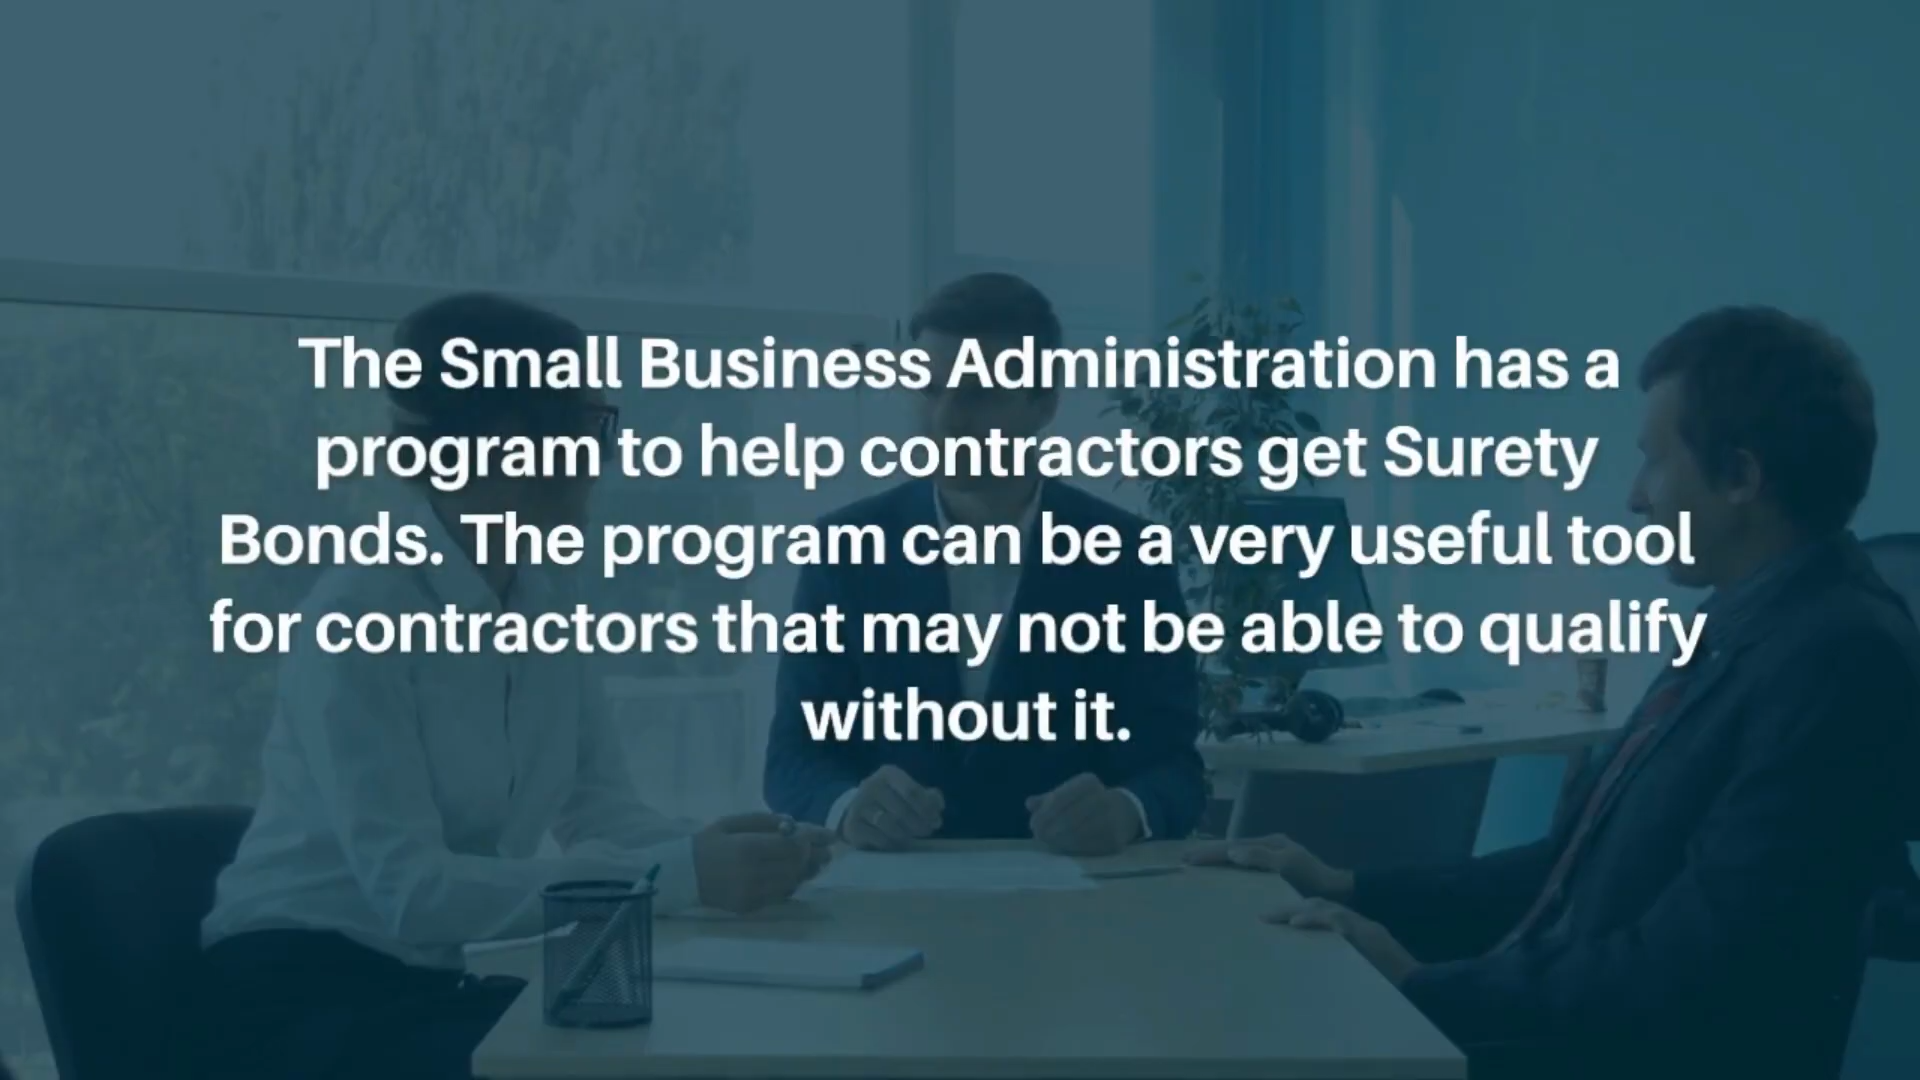 The Small Business Administration has a
program to help contractors get Surety
Bonds. The program can be a very useful tool
for contractors that may not be able to qualify
without it.